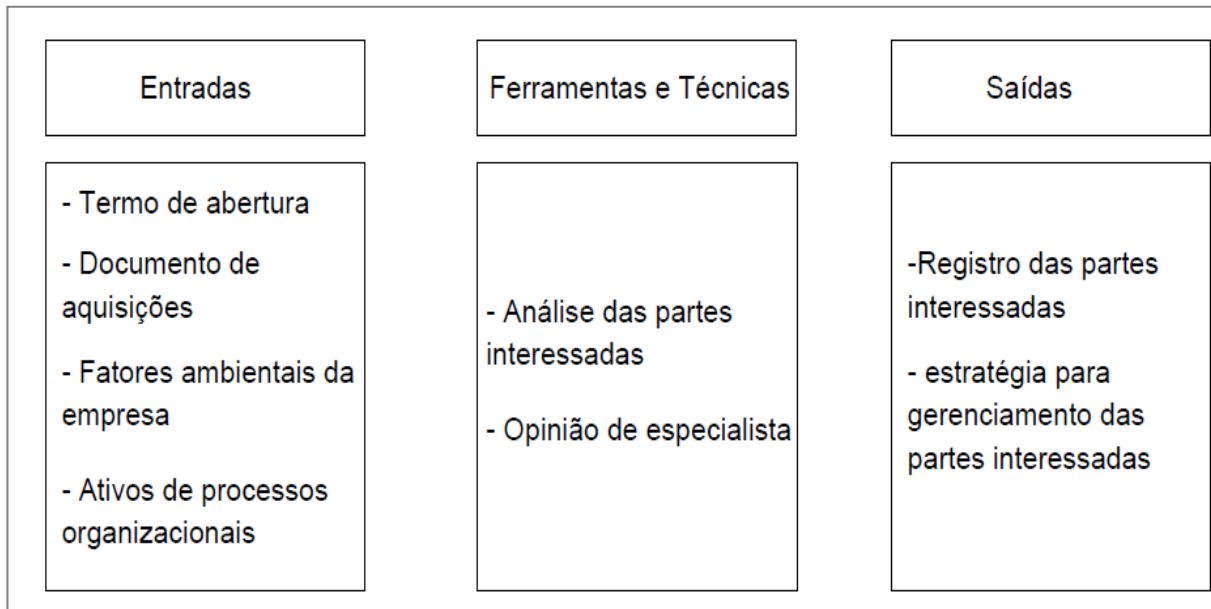 Entradas
Ferramentas e Técnicas
Saídas
- Termo de abertura
- Documento de
aquisições
- Fatores ambientais da
empresa
- Ativos de processos
organizacionais
- Análise das partes
interessadas
- Opinião de especialista
-Registro das partes
interessadas
- estratégia para
gerenciamento das
partes interessadas